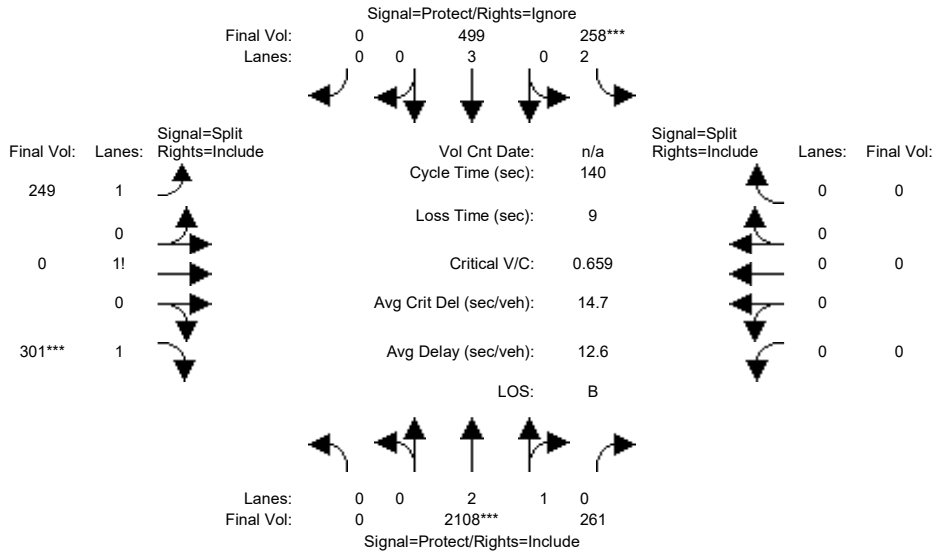 Signal=Protect/Rights=Ignore
Final Vol: 0 499 258***
Lanes: 0 0 3 0 2
Signal=Split Signal=Split
Final Vol: Lanes: Rights=Include Vol Cnt Date: n/a Rights=Include Lanes: Final Vol:
Cycle Time (sec): 140
249 1 0 0
Loss Time (sec): 9
0 0
0 1! Critical V/C: 0.659 0 0
0 Avg Crit Del (sec/veh): 14.7 0
301*** 1 Avg Delay (sec/veh): 12.6 0 0
LOS: B
Lanes: 0 0 2 1 0
Final Vol: 0 2108*** 261
Signal=Protect/Rights=Include